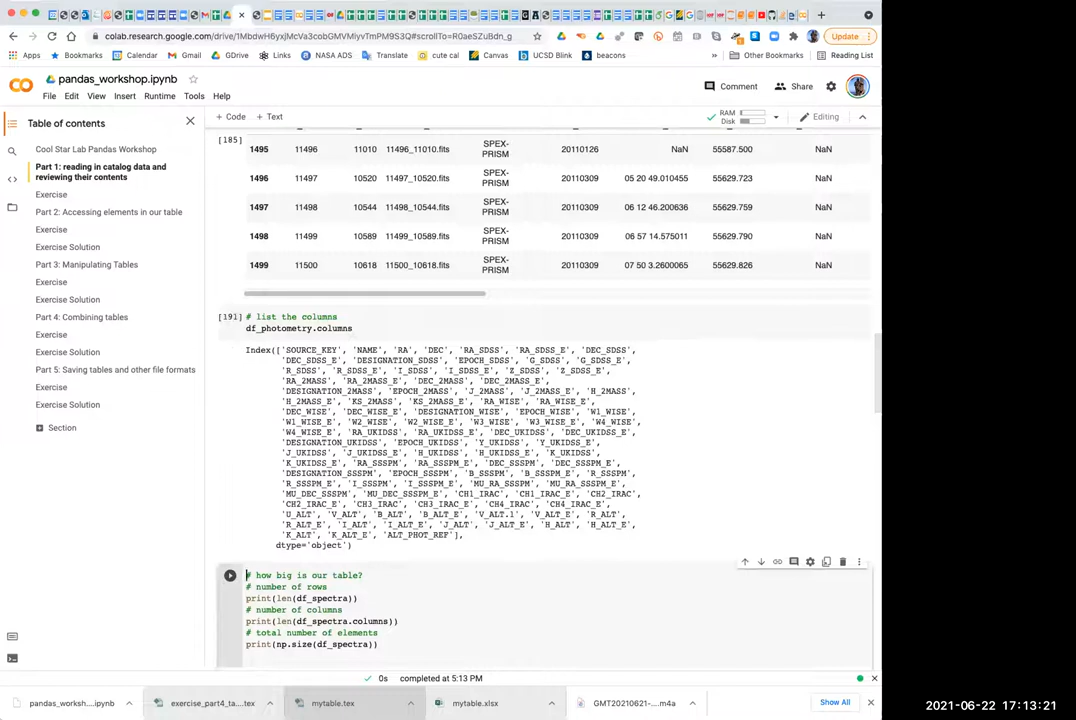 colab.research.google.com/drive/1MbdwH6yxjMcVa3cobGMVMiyvTmPM9S3Q#scrollTo=R0aeSZuBdn_g
Update
Apps Bookmarks Calendar Gmail GDrive Links NASA ADS Translate cute cal Canvas UCSD Blink beacons » Other Bookmarks Reading List
pandas_workshop.ipynb
File Edit View Insert Runtime Tools Help
Comment Share
Table of contents
+ Code + Text
RAM
Disk
Editing
Cool Star Lab Pandas Workshop
Part 1: reading in catalog data and
reviewing their contents
Exercise
Part 2: Accessing elements in our table
Exercise
Exercise Solution
Part 3: Manipulating Tables
Exercise
Exercise Solution
Part 4: Combining tables
Exercise
Exercise Solution
Part 5: Saving tables and other file formats
Exercise
Exercise Solution
Section
[185]
1495 11496 11010 11496_11010.fits SPEX-PRISM 20110126 NaN 55587.500 NaN
1496 11497 10520 11497_10520.fits SPEX-PRISM 20110309 05 20 49.010455 55629.723 NaN
1497 11498 10544 11498_10544.fits SPEX-PRISM 20110309 06 12 46.200636 55629.759 NaN
1498 11499 10589 11499_10589.fits SPEX-PRISM 20110309 06 57 14.575011 55629.790 NaN
1499 11500 10618 11500_10618.fits SPEX-PRISM 20110309 07 50 3.2600065 55629.826 NaN
[191] # list the columns
df_photometry.columns
Index(['SOURCE_KEY', 'NAME', 'RA', 'DEC', 'RA_SDSS', 'RA_SDSS_E', 'DEC_SDSS',
'DEC_SDSS_E', 'DESIGNATION_SDSS', 'EPOCH_SDSS', 'G_SDSS', 'G_SDSS_E',
'R_SDSS', 'R_SDSS_E', 'I_SDSS', 'I_SDSS_E', 'Z_SDSS', 'Z_SDSS_E',
'RA_2MASS', 'RA_2MASS_E', 'DEC_2MASS', 'DEC_2MASS_E',
'DESIGNATION_2MASS', 'EPOCH_2MASS', 'J_2MASS', 'J_2MASS_E', 'H_2MASS',
'H_2MASS_E', 'KS_2MASS', 'KS_2MASS_E', 'RA_WISE', 'RA_WISE_E',
'DEC_WISE', 'DEC_WISE_E', 'DESIGNATION_WISE', 'EPOCH_WISE', 'W1_WISE',
'W1_WISE_E', 'W2_WISE', 'W2_WISE_E', 'W3_WISE', 'W3_WISE_E', 'W4_WISE',
'W4_WISE_E', 'RA_UKIDSS', 'RA_UKIDSS_E', 'DEC_UKIDSS', 'DEC_UKIDSS_E',
'DESIGNATION_UKIDSS', 'EPOCH_UKIDSS', 'Y_UKIDSS', 'Y_UKIDSS_E',
'J_UKIDSS', 'J_UKIDSS_E', 'H_UKIDSS', 'H_UKIDSS_E', 'K_UKIDSS',
'K_UKIDSS_E', 'RA_SSSPM', 'RA_SSSPM_E', 'DEC_SSSPM', 'DEC_SSSPM_E',
'DESIGNATION_SSSPM', 'EPOCH_SSSPM', 'B_SSSPM', 'B_SSSPM_E', 'R_SSSPM',
'R_SSSPM_E', 'I_SSSPM', 'I_SSSPM_E', 'MU_RA_SSSPM', 'MU_RA_SSSPM_E',
'MU_DEC_SSSPM', 'MU_DEC_SSSPM_E', 'CH1_IRAC', 'CH1_IRAC_E', 'CH2_IRAC',
'CH2_IRAC_E', 'CH3_IRAC', 'CH3_IRAC_E', 'CH4_IRAC', 'CH4_IRAC_E',
'U_ALT', 'V_ALT', 'B_ALT', 'B_ALT_E', 'V_ALT.1', 'V_ALT_E', 'R_ALT',
'R_ALT_E', 'I_ALT', 'I_ALT_E', 'J_ALT', 'J_ALT_E', 'H_ALT', 'H_ALT_E',
'K_ALT', 'K_ALT_E', 'ALT_PHOT_REF'],
dtype='object')
# how big is our table?
# number of rows
print(len(df_spectra))
# number of columns
print(len(df_spectra.columns))
# total number of elements
print(np.size(df_spectra))
0s completed at 5:13 PM
pandas_worksh....ipynb exercise_part4_ta....tex mytable.tex mytable.xlsx GMT20210621-....m4a Show All
2021-06-22 17:13:21